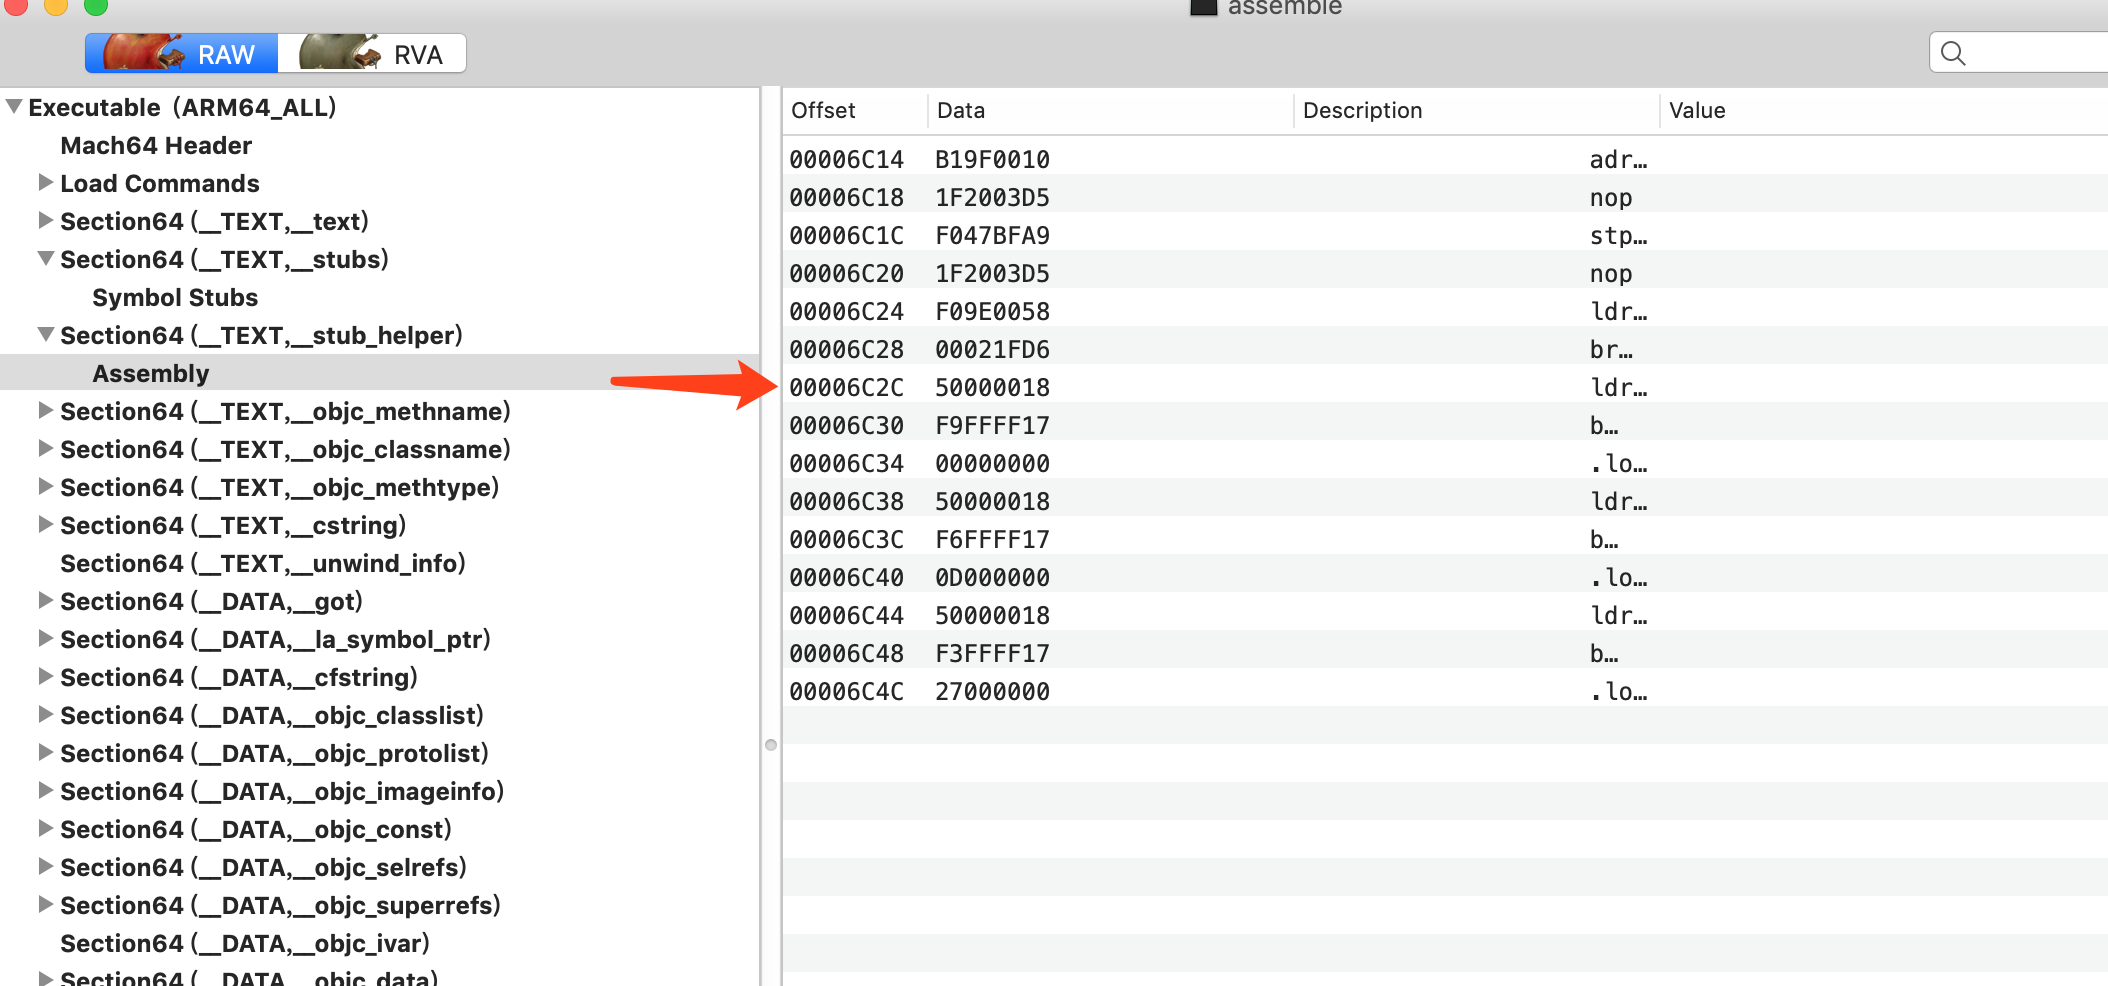 assemble
RAW RVA
Executable (ARM64_ALL)
Mach64 Header
Load Commands
Section64 (__TEXT,__text)
Section64 (__TEXT,__stubs)
Symbol Stubs
Section64 (__TEXT,__stub_helper)
Assembly
Section64 (__TEXT,__objc_methname)
Section64 (__TEXT,__objc_classname)
Section64 (__TEXT,__objc_methtype)
Section64 (__TEXT,__cstring)
Section64 (__TEXT,__unwind_info)
Section64 (__DATA,__got)
Section64 (__DATA,__la_symbol_ptr)
Section64 (__DATA,__cfstring)
Section64 (__DATA,__objc_classlist)
Section64 (__DATA,__objc_protolist)
Section64 (__DATA,__objc_imageinfo)
Section64 (__DATA,__objc_const)
Section64 (__DATA,__objc_selrefs)
Section64 (__DATA,__objc_superrefs)
Section64 (__DATA,__objc_ivar)
Section64 (__DATA,__objc_data)
Offset Data Description Value
00006C14 B19F0010 adr…
00006C18 1F2003D5 nop
00006C1C F047BFA9 stp…
00006C20 1F2003D5 nop
00006C24 F09E0058 ldr…
00006C28 00021FD6 br…
00006C2C 50000018 ldr…
00006C30 F9FFFF17 b…
00006C34 00000000 .lo…
00006C38 50000018 ldr…
00006C3C F6FFFF17 b…
00006C40 0D000000 .lo…
00006C44 50000018 ldr…
00006C48 F3FFFF17 b…
00006C4C 27000000 .lo…